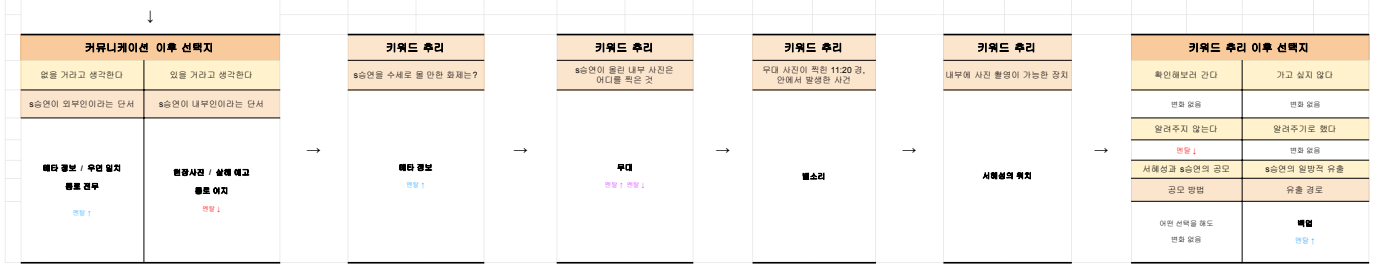 ↓
커뮤니케이션 이후 선택지
없을 거라고 생각한다
있을 거라고 생각한다
s승연이 외부인이라는 단서
s승연이 내부인이라는 단서
메타 정보 / 우연 일치
통로 전무
멘탈 ↑
현장사진 / 살해 예고
통로 여지
멘탈 ↓
→
키워드 추리
s승연을 수세로 몰 만한 화제는?
메타 정보
멘탈 ↑
→
키워드 추리
s승연이 올린 내부 사진은
어디를 찍은 것
무대
멘탈 ↑ 멘탈 ↓
→
키워드 추리
무대 사진이 찍힌 11:20 경,
안에서 발생한 사건
벨소리
→
키워드 추리
내부에 사진 촬영이 가능한 장치
서혜성의 위치
→
키워드 추리 이후 선택지
확인해보러 간다
가고 싶지 않다
변화 없음
변화 없음
알려주지 않는다
알려주기로 했다
멘탈 ↓
변화 없음
서혜성과 s승연의 공모
s승연의 일방적 유출
공모 방법
유출 경로
어떤 선택을 해도
변화 없음
백업
멘탈 ↑